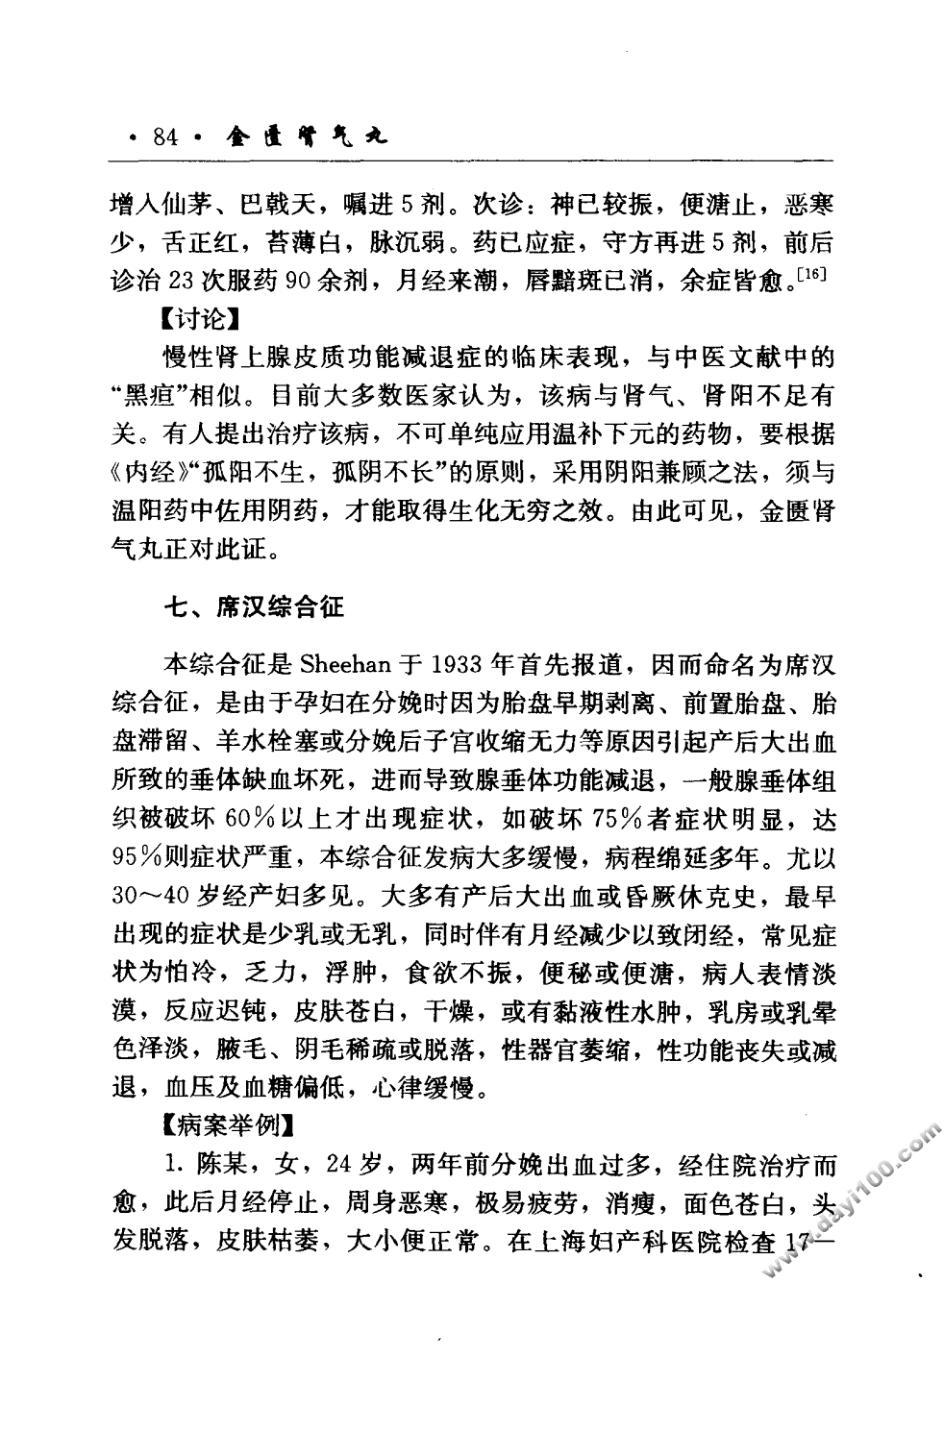 · 84 · 金匮肾气丸
增入仙茅、巴戟天，嘱进 5 剂。次诊：神已较振，便溏止，恶寒
少，舌正红，苔薄白，脉沉弱。药已应症，守方再进 5 剂，前后
诊治 23 次服药 90 余剂，月经来潮，唇黯斑已消，余症皆愈。[16]
【讨论】
慢性肾上腺皮质功能减退症的临床表现，与中医文献中的
“黑疸”相似。目前大多数医家认为，该病与肾气、肾阳不足有
关。有人提出治疗该病，不可单纯应用温补下元的药物，要根据
《内经》“孤阳不生，孤阴不长”的原则，采用阴阳兼顾之法，须与
温阳药中佐用阴药，才能取得生化无穷之效。由此可见，金匮肾
气丸正对此证。
七、席汉综合征
本综合征是 Sheehan 于 1933 年首先报道，因而命名为席汉
综合征，是由于孕妇在分娩时因为胎盘早期剥离、前置胎盘、胎
盘滞留、羊水栓塞或分娩后子宫收缩无力等原因引起产后大出血
所致的垂体缺血坏死，进而导致腺垂体功能减退，一般腺垂体组
织被破坏 60％以上才出现症状，如破坏 75％者症状明显，达
95％则症状严重，本综合征发病大多缓慢，病程绵延多年。尤以
30～40 岁经产妇多见。大多有产后大出血或昏厥休克史，最早
出现的症状是少乳或无乳，同时伴有月经减少以致闭经，常见症
状为怕冷，乏力，浮肿，食欲不振，便秘或便溏，病人表情淡
漠，反应迟钝，皮肤苍白，干燥，或有黏液性水肿，乳房或乳晕
色泽淡，腋毛、阴毛稀疏或脱落，性器官萎缩，性功能丧失或减
退，血压及血糖偏低，心律缓慢。
【病案举例】
1. 陈某，女，24 岁，两年前分娩出血过多，经住院治疗而
愈，此后月经停止，周身恶寒，极易疲劳，消瘦，面色苍白，头
发脱落，皮肤枯萎，大小便正常。在上海妇产科医院检查 17—
www.dayi100.com